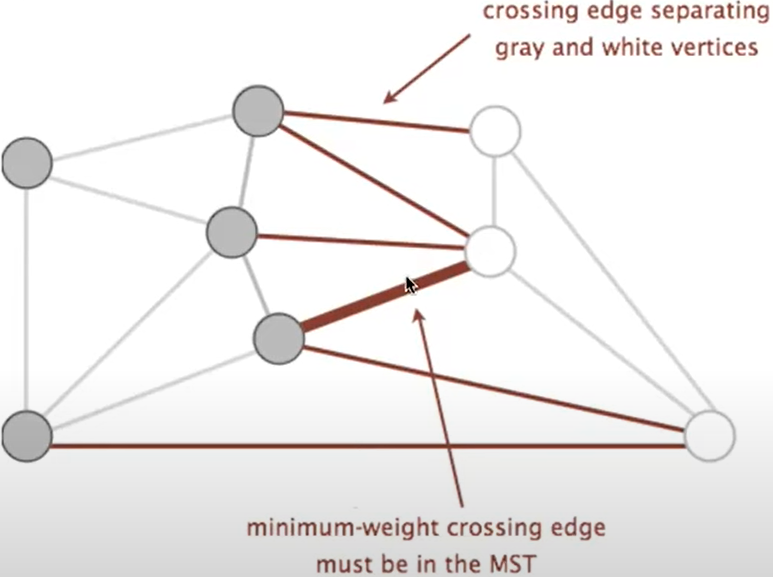 crossing edge separating
gray and white vertices
minimum-weight crossing edge
must be in the MST